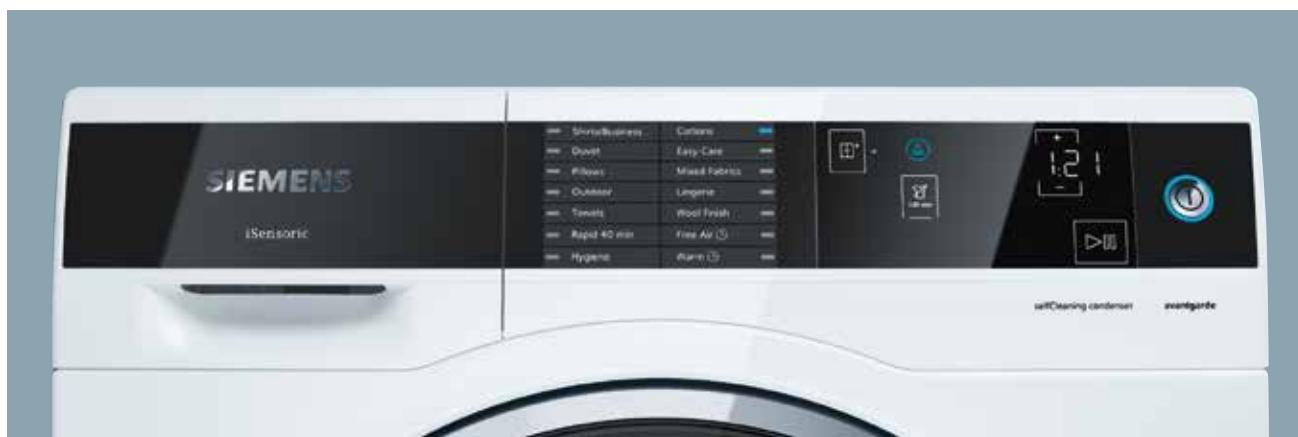 SIEMENS
iSensoric
Shirts/Business
Duvet
Pillows
Outdoor
Towels
Rapid 40 min
Hygiene
Cottons
Easy-Care
Mixed Fabrics
Lingerie
Wool Finish
Free Air
Warm
1:21
selfCleaning condenser
avantgarde